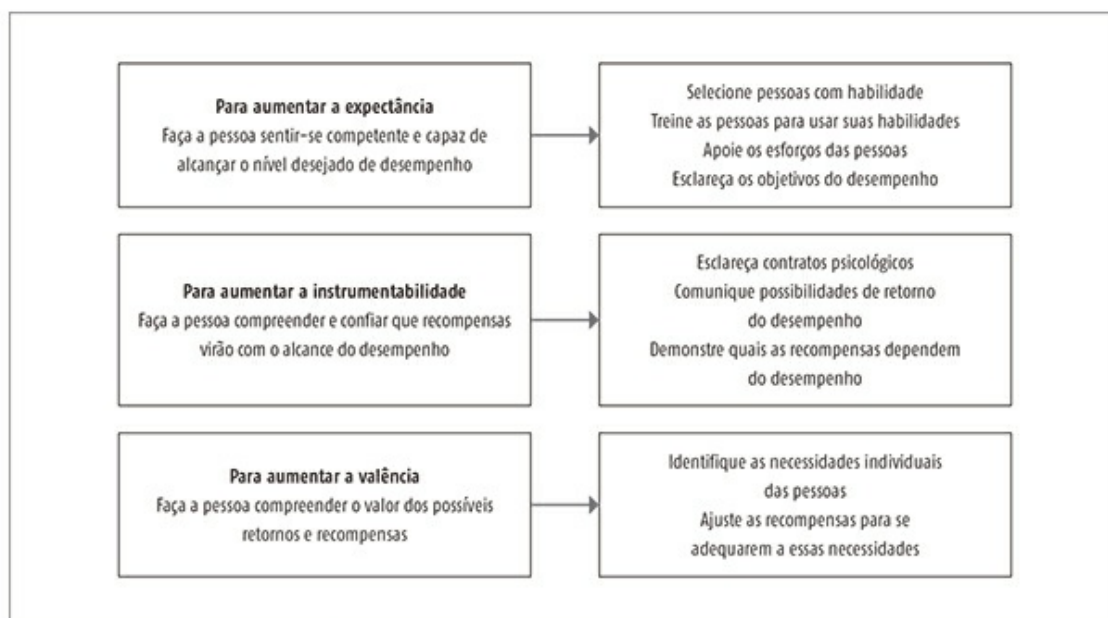 Para aumentar a expectância
Faça a pessoa sentir-se competente e capaz de
alcançar o nível desejado de desempenho
Selecione pessoas com habilidade
Treine as pessoas para usar suas habilidades
Apoie os esforços das pessoas
Esclareça os objetivos do desempenho
Para aumentar a instrumentabilidade
Faça a pessoa compreender e confiar que recompensas
virão com o alcance do desempenho
Esclareça contratos psicológicos
Comunique possibilidades de retorno
do desempenho
Demonstre quais as recompensas dependem
do desempenho
Para aumentar a valência
Faça a pessoa compreender o valor dos possíveis
retornos e recompensas
Identifique as necessidades individuais
das pessoas
Ajuste as recompensas para se
adequarem a essas necessidades